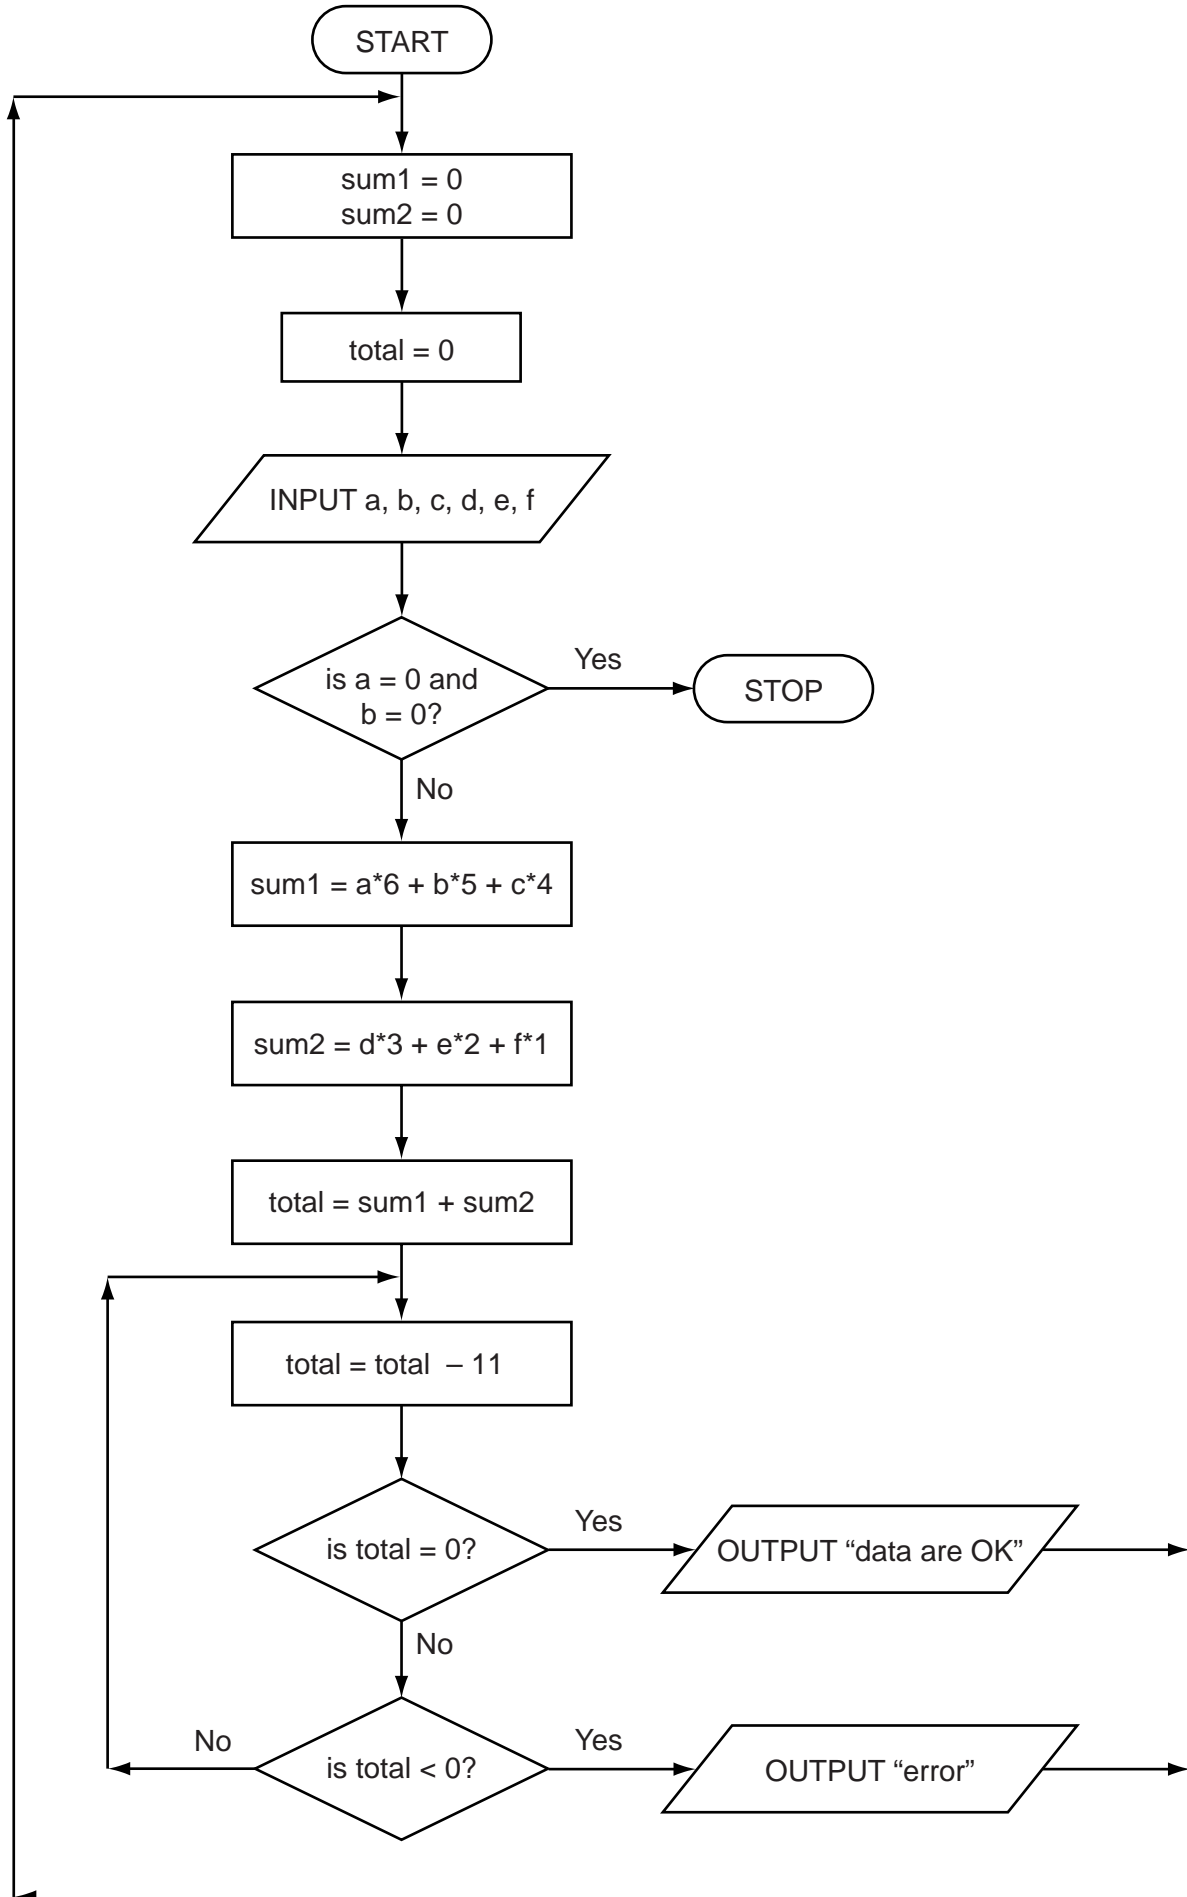 START
sum1 = 0
sum2 = 0
total = 0
INPUT a, b, c, d, e, f
is a = 0 and
b = 0?
Yes
STOP
No
sum1 = a*6 + b*5 + c*4
sum2 = d*3 + e*2 + f*1
total = sum1 + sum2
total = total – 11
is total = 0?
Yes
OUTPUT “data are OK”
No
is total < 0?
No
Yes
OUTPUT “error”